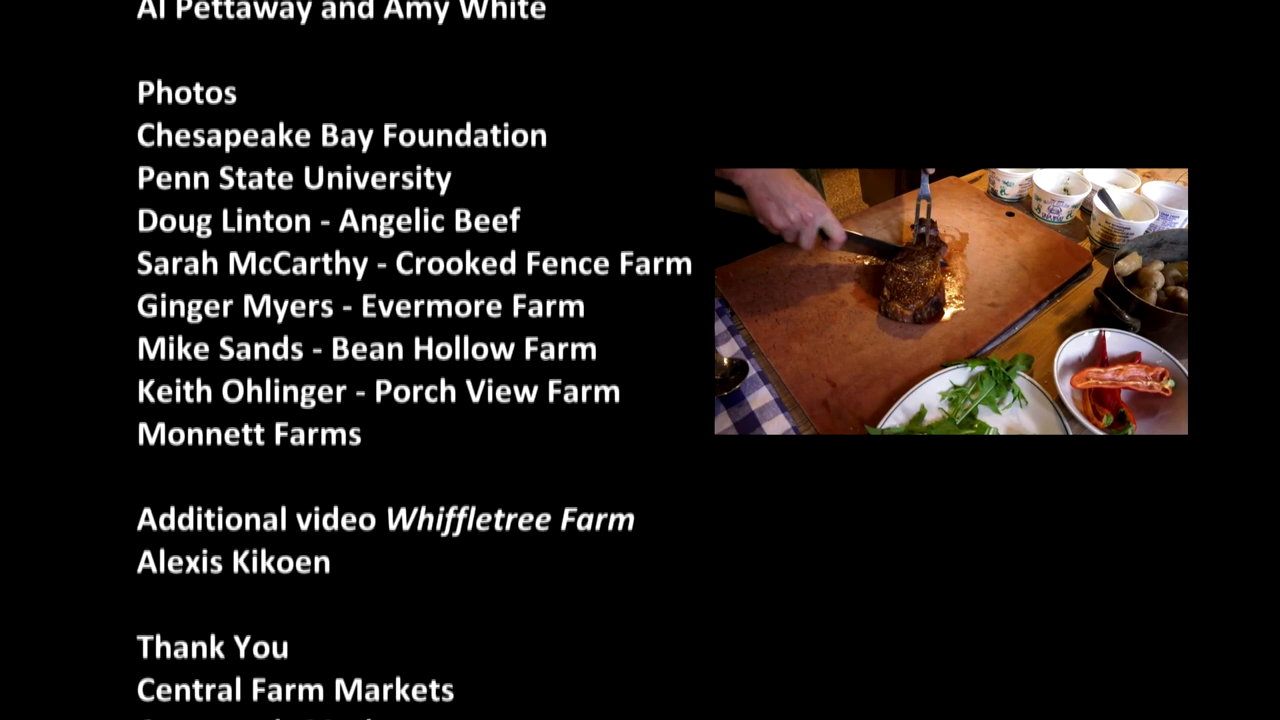 Al Pettaway and Amy White
Photos
Chesapeake Bay Foundation
Penn State University
Doug Linton - Angelic Beef
Sarah McCarthy - Crooked Fence Farm
Ginger Myers - Evermore Farm
Mike Sands - Bean Hollow Farm
Keith Ohlinger - Porch View Farm
Monnett Farms
Additional video Whiffletree Farm
Alexis Kikoen
Thank You
Central Farm Markets